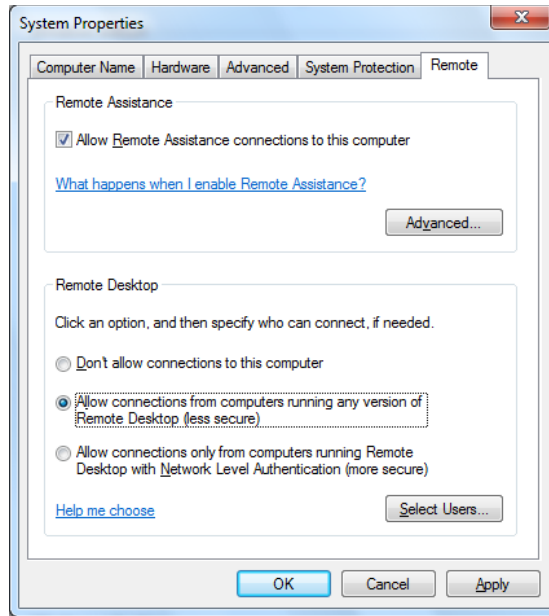 System Properties
Computer Name Hardware Advanced System Protection Remote
Remote Assistance
Allow Remote Assistance connections to this computer
What happens when I enable Remote Assistance?
Advanced...
Remote Desktop
Click an option, and then specify who can connect, if needed.
Don't allow connections to this computer
Allow connections from computers running any version of
Remote Desktop (less secure)
Allow connections only from computers running Remote
Desktop with Network Level Authentication (more secure)
Help me choose
Select Users...
OK Cancel Apply